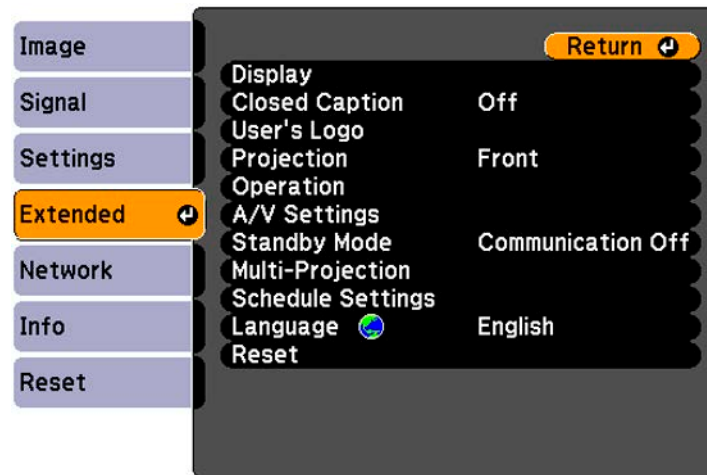 Image
Signal
Settings
Extended
Network
Info
Reset
Return
Display
Closed Caption Off
User's Logo
Projection Front
Operation
A/V Settings
Standby Mode Communication Off
Multi-Projection
Schedule Settings
Language English
Reset